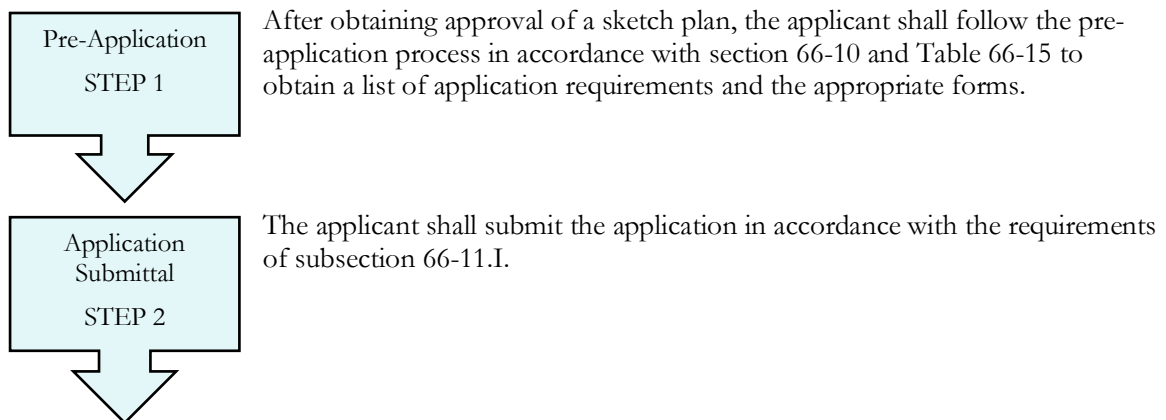 Pre-Application
STEP 1
After obtaining approval of a sketch plan, the applicant shall follow the pre-
application process in accordance with section 66-10 and Table 66-15 to
obtain a list of application requirements and the appropriate forms.
Application
Submittal
STEP 2
The applicant shall submit the application in accordance with the requirements
of subsection 66-11.I.